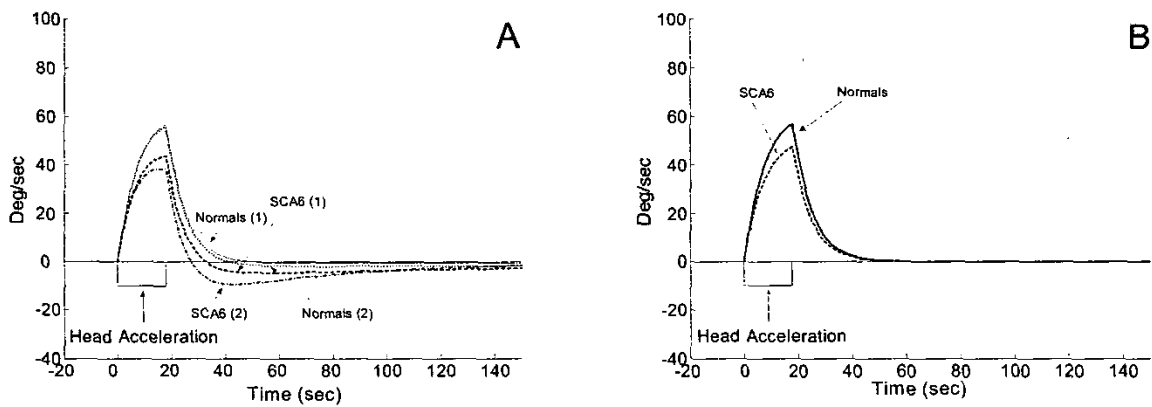 A
100
80
60
40
20
0
-20
-40
Deg/sec
SCA6 (1)
Normals (1)
SCA6 (2)
Normals (2)
Head Acceleration
-20 0 20 40 60 80 100 120 140
Time (sec)
B
100
80
60
40
20
0
-20
-40
Deg/sec
SCA6
Normals
Head Acceleration
-20 0 20 40 60 80 100 120 140
Time (sec)